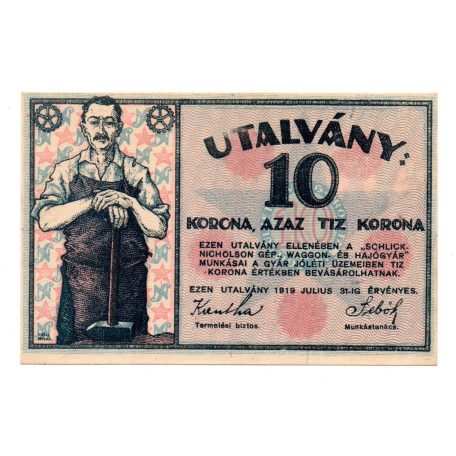 UTALVÁNY:
10
KORONA, AZAZ TIZ KORONA
EZEN UTALVÁNY ELLENÉBEN A „SCHLICK-
NICHOLSON GÉP-, WAGGON- ÉS HAJÓGYÁR"
MUNKÁSAI A GYÁR JÓLÉTI ÜZEMEIBEN TIZ
KORONA ÉRTÉKBEN BEVÁSÁROLHATNAK.
EZEN UTALVÁNY 1919 JULIUS 31-IG ÉRVÉNYES.
Termelési biztos. Munkástanács.